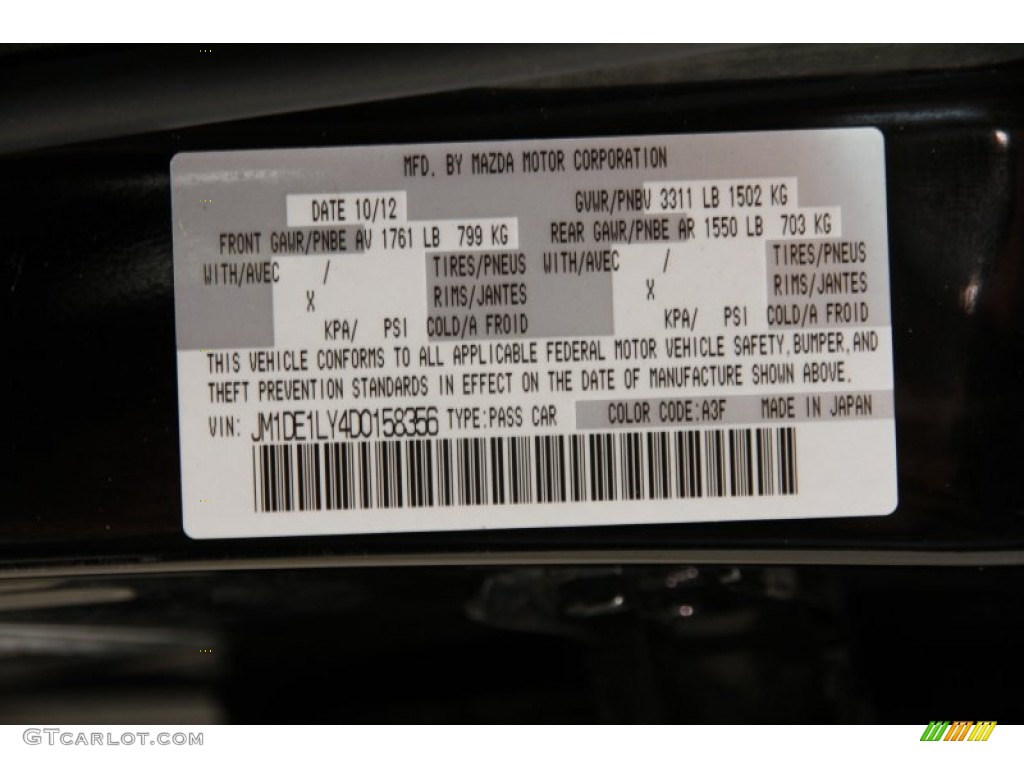 MFD. BY MAZDA MOTOR CORPORATION
DATE 10/12 GVWR/PNBV 3311 LB 1502 KG
FRONT GAWR/PNBE AV 1761 LB 799 KG REAR GAWR/PNBE AR 1550 LB 703 KG
WITH/AVEC / TIRES/PNEUS WITH/AVEC / TIRES/PNEUS
X RIMS/JANTES X RIMS/JANTES
KPA/ PSI COLD/A FROID KPA/ PSI COLD/A FROID
THIS VEHICLE CONFORMS TO ALL APPLICABLE FEDERAL MOTOR VEHICLE SAFETY, BUMPER, AND
THEFT PREVENTION STANDARDS IN EFFECT ON THE DATE OF MANUFACTURE SHOWN ABOVE.
VIN: JM1DE1LY4D0158356 TYPE:PASS CAR COLOR CODE:A3F MADE IN JAPAN
GTCarlot.com